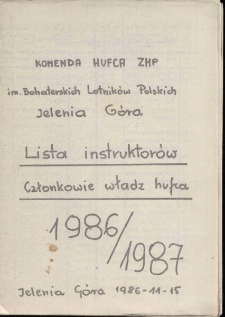 KOMENDA HUFCA ZHP
im. Bohaterskich Lotników Polskich
Jelenia Góra
Lista instruktorów
Członkowie władz hufca
1986/1987
Jelenia Góra 1986-11-15